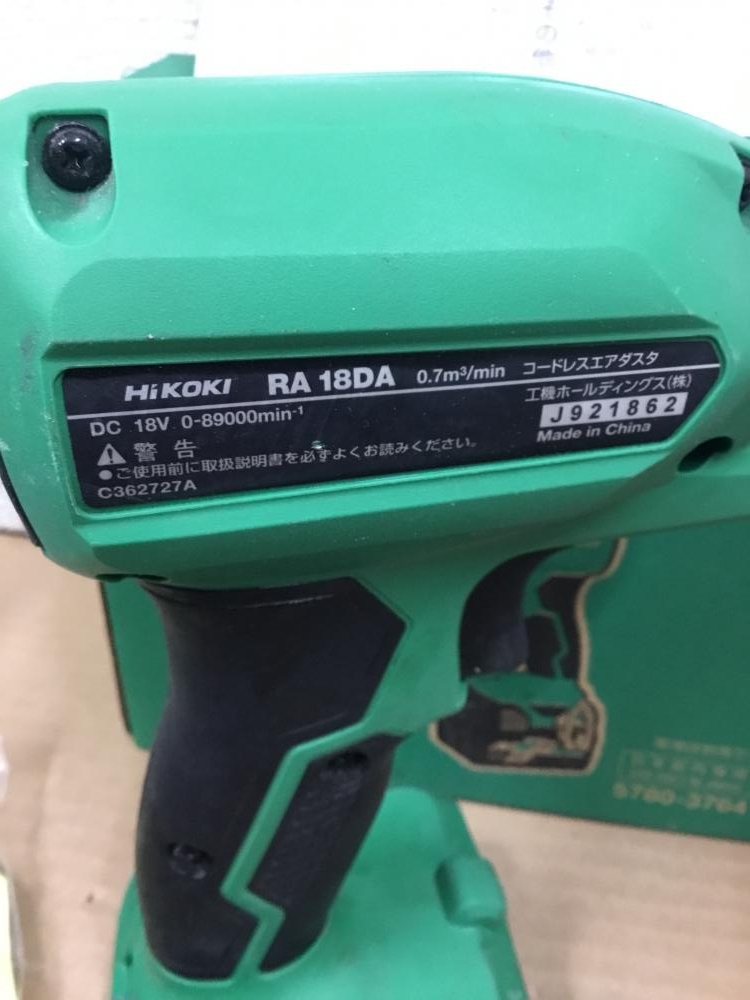 HiKOKI RA 18DA 0.7m³/min コードレスエアダスタ
DC 18V 0-89000min⁻¹
工機ホールディングス(株)
J921862
Made in China
警告
●ご使用前に取扱説明書を必ずよくお読みください。
C362727A